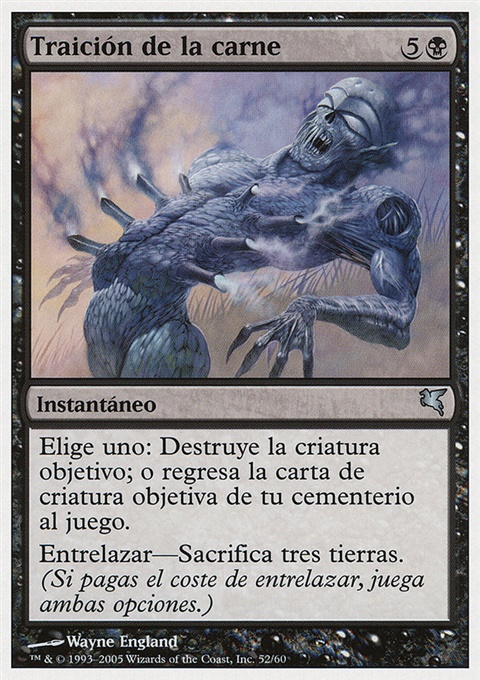 Traición de la carne 5
Instantáneo
Elige uno: Destruye la criatura
objetivo; o regresa la carta de
criatura objetiva de tu cementerio
al juego.
Entrelazar—Sacrifica tres tierras.
(Si pagas el coste de entrelazar, juega
ambas opciones.)
Wayne England
™ & © 1993–2005 Wizards of the Coast, Inc. 52/60